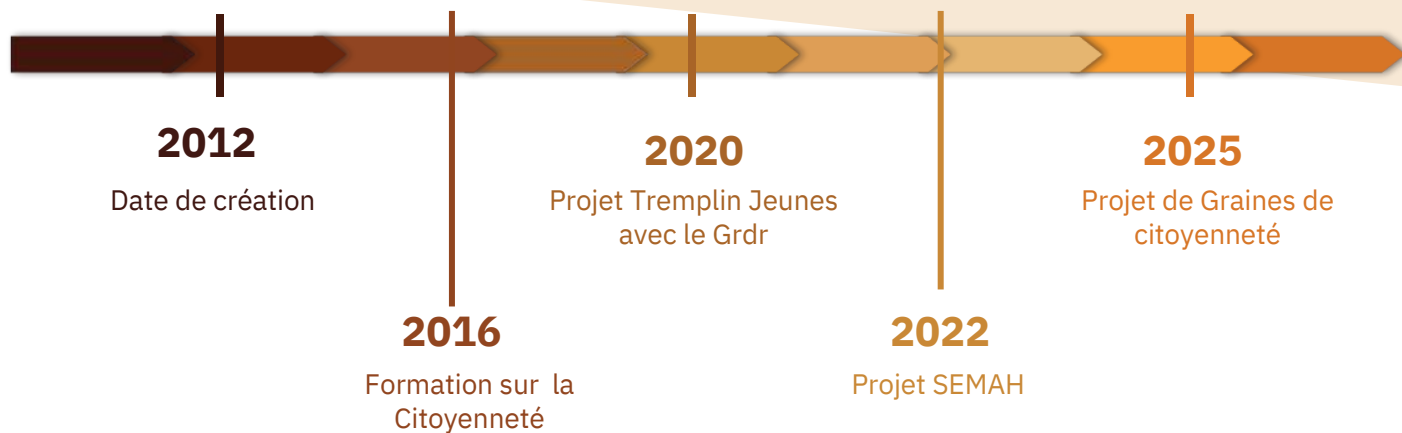 2012
Date de création
2016
Formation sur la
Citoyenneté
2020
Projet Tremplin Jeunes
avec le Grdr
2022
Projet SEMAH
2025
Projet de Graines de
citoyenneté